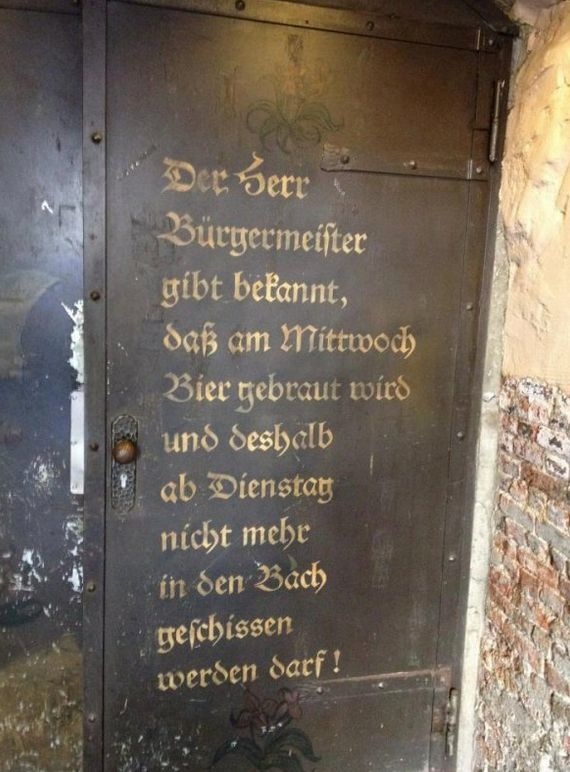 Der Herr
Bürgermeiſter
gibt bekannt,
daß am Mittwoch
Bier gebraut wird
und deshalb
ab Dienstag
nicht mehr
in den Bach
geſchissen
werden darf!